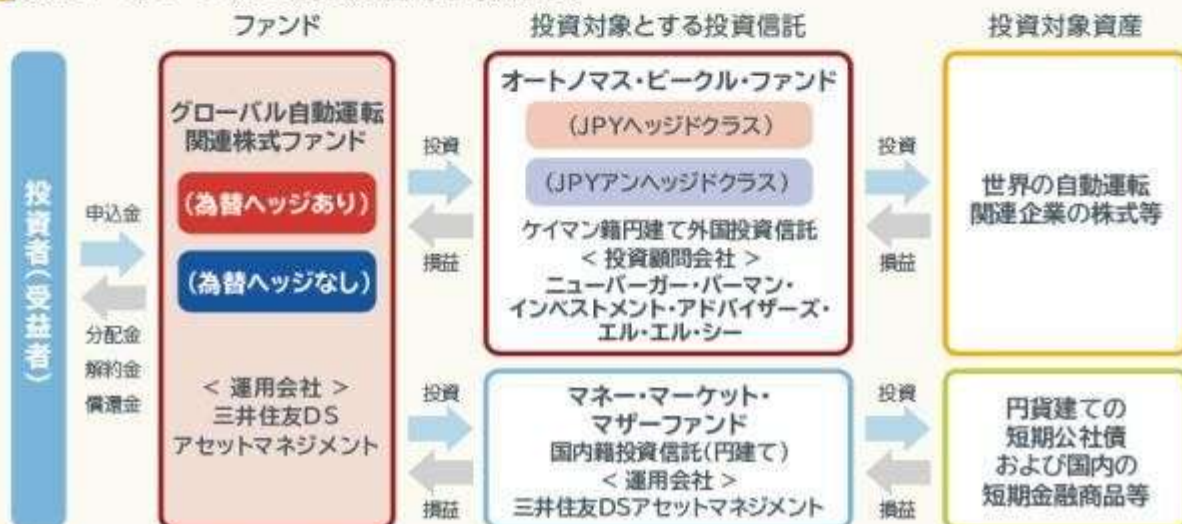 ファンド
投資対象とする投資信託
投資対象資産
投資者(受益者)
申込金
分配金
解約金
償還金
グローバル自動運転
関連株式ファンド
(為替ヘッジあり)
(為替ヘッジなし)
< 運用会社 >
三井住友DS
アセットマネジメント
投資
損益
投資
損益
オートノマス・ビークル・ファンド
(JPYヘッジドクラス)
(JPYアンヘッジドクラス)
ケイマン籍円建て外国投資信託
< 投資顧問会社 >
ニューバーガー・バーマン・
インベストメント・アドバイザーズ・
エル・エル・シー
マネー・マーケット・
マザーファンド
国内籍投資信託(円建て)
< 運用会社 >
三井住友DSアセットマネジメント
投資
損益
投資
損益
世界の自動運転
関連企業の株式等
円貨建ての
短期公社債
および国内の
短期金融商品等